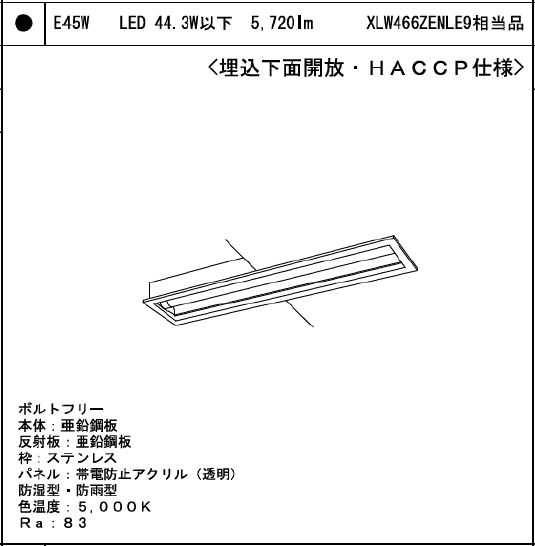 ● E45W LED 44.3W以下 5,720lm XLW466ZENLE9相当品
<埋込下面開放・HACCP仕様>
ボルトフリー
本体：亜鉛鋼板
反射板：亜鉛鋼板
枠：ステンレス
パネル：帯電防止アクリル（透明）
防湿型・防雨型
色温度：5,000K
Ra：83